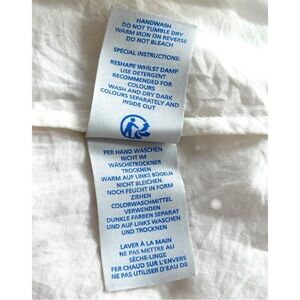 HANDWASH
DO NOT TUMBLE DRY
WARM IRON ON REVERSE
DO NOT BLEACH
SPECIAL INSTRUCTIONS:
RESHAPE WHILST DAMP
USE DETERGENT
RECOMMENDED FOR
COLOURS
WASH AND DRY DARK
COLOURS SEPARATELY AND
INSIDE OUT
PER HAND WASCHEN
NICHT IM
WÄSCHETROCKNER
TROCKNEN
WARM AUF LINKS BÜGELN
NICHT BLEICHEN
NOCH FEUCHT IN FORM
ZIEHEN
COLORWASCHMITTEL
VERWENDEN
DUNKLE FARBEN SEPARAT
UND AUF LINKS WASCHEN
UND TROCKNEN
LAVER À LA MAIN
NE PAS METTRE AU
SÈCHE-LINGE
FER CHAUD SUR L'ENVERS
NE PAS UTILISER D'EAU DE